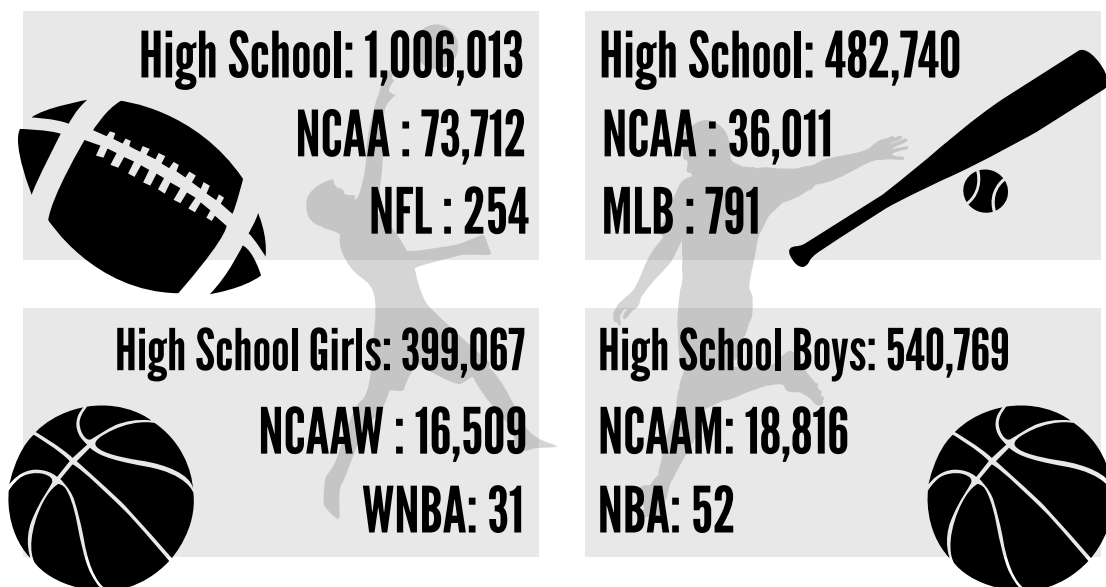 High School: 1,006,013
NCAA : 73,712
NFL : 254
High School: 482,740
NCAA : 36,011
MLB : 791
High School Girls: 399,067
NCAAW : 16,509
WNBA: 31
High School Boys: 540,769
NCAAM: 18,816
NBA: 52